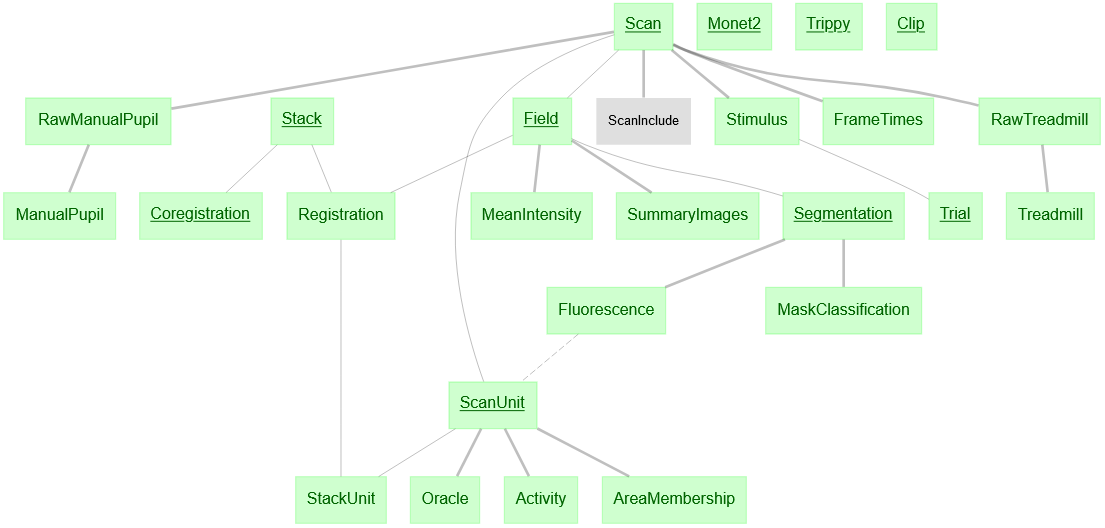 Scan
Monet2
Trippy
Clip
RawManualPupil
Stack
Field
ScanInclude
Stimulus
FrameTimes
RawTreadmill
ManualPupil
Coregistration
Registration
MeanIntensity
SummaryImages
Segmentation
Trial
Treadmill
Fluorescence
MaskClassification
ScanUnit
StackUnit
Oracle
Activity
AreaMembership